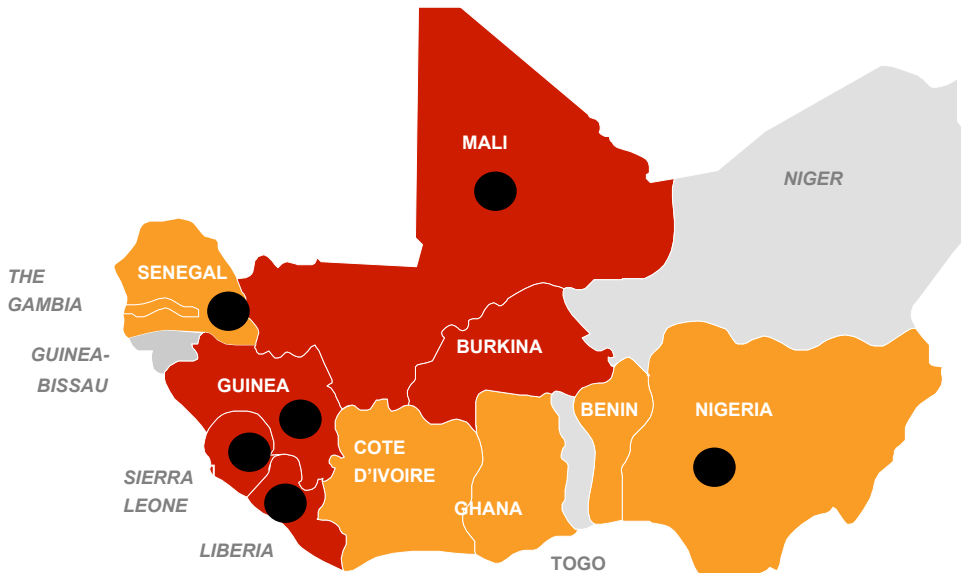 MALI
NIGER
SENEGAL
THE
GAMBIA
BURKINA
GUINEA-
BISSAU
GUINEA
BENIN
NIGERIA
COTE
D'IVOIRE
SIERRA
LEONE
GHANA
LIBERIA
TOGO